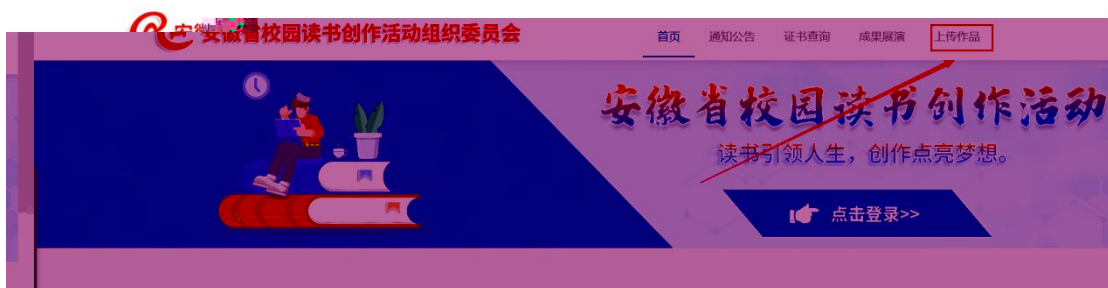 安徽省校园读书创作活动组织委员会
首页 通知公告 证书查询 成果展演 上传作品
安徽省校园读书创作活动
读书引领人生，创作点亮梦想。
点击登录>>